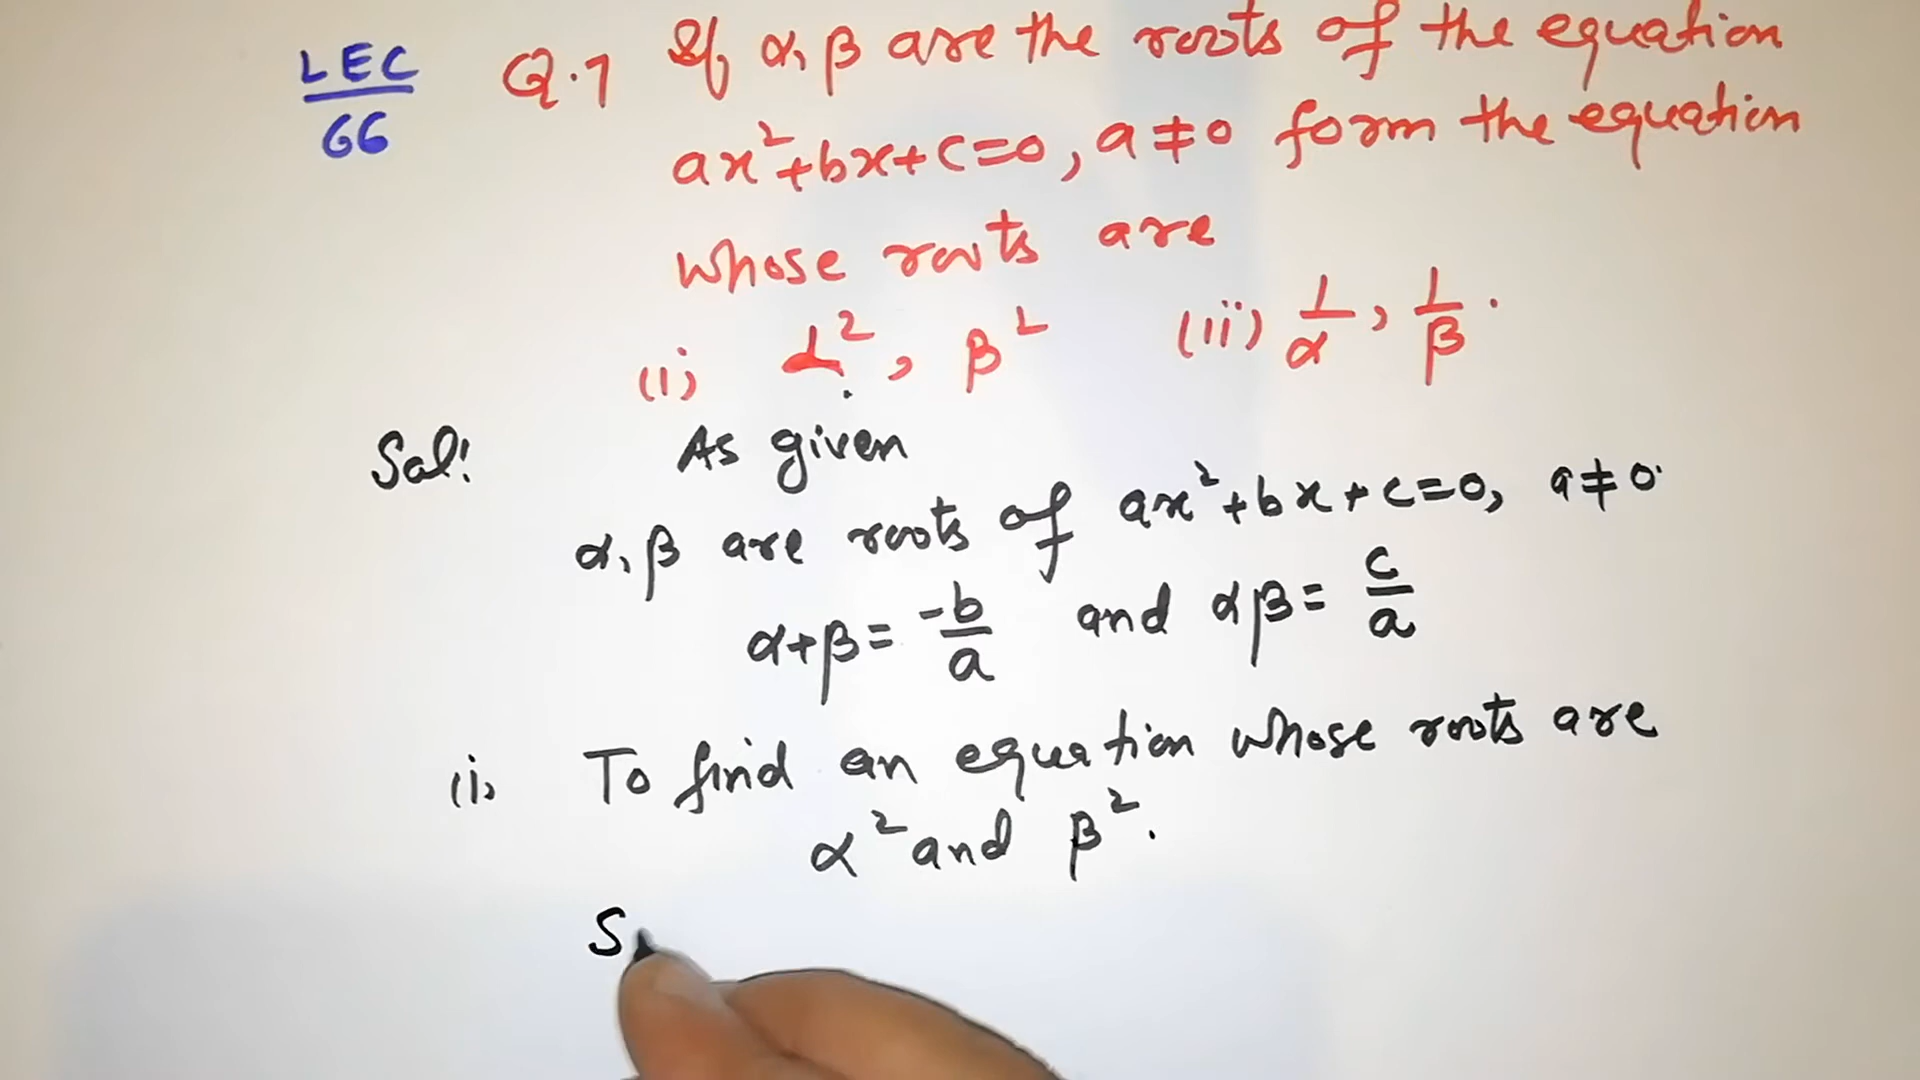 LEC
66
Q.7 If α, β are the roots of the equation
ax²+bx+c=0, a≠0 form the equation
whose roots are
(i) α², β² (ii) 1/α, 1/β.
Sol: As given
α, β are roots of ax²+bx+c=0, a≠0.
α+β = -b/a and αβ = c/a
(i) To find an equation whose roots are
α² and β².
S